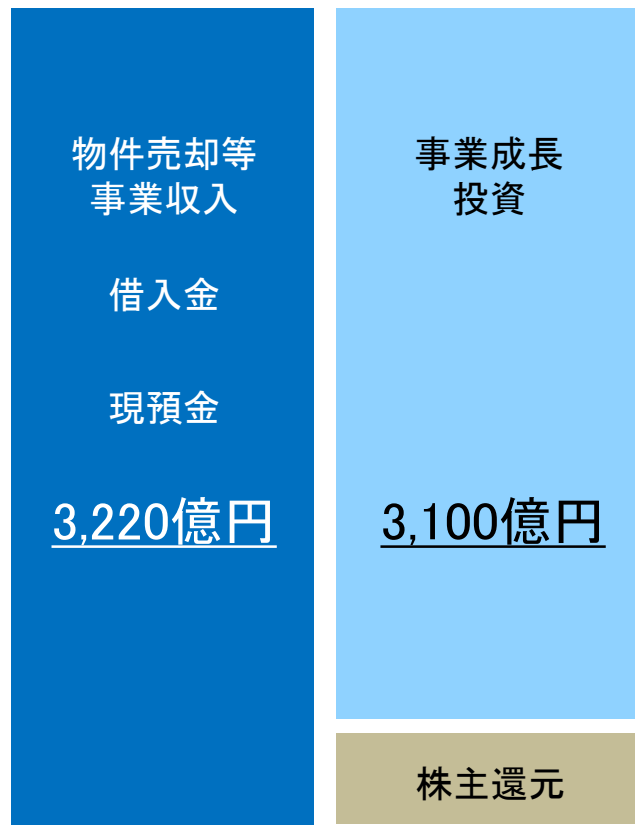 物件売却等
事業収入
借入金
現預金
3,220億円
事業成長
投資
3,100億円
株主還元